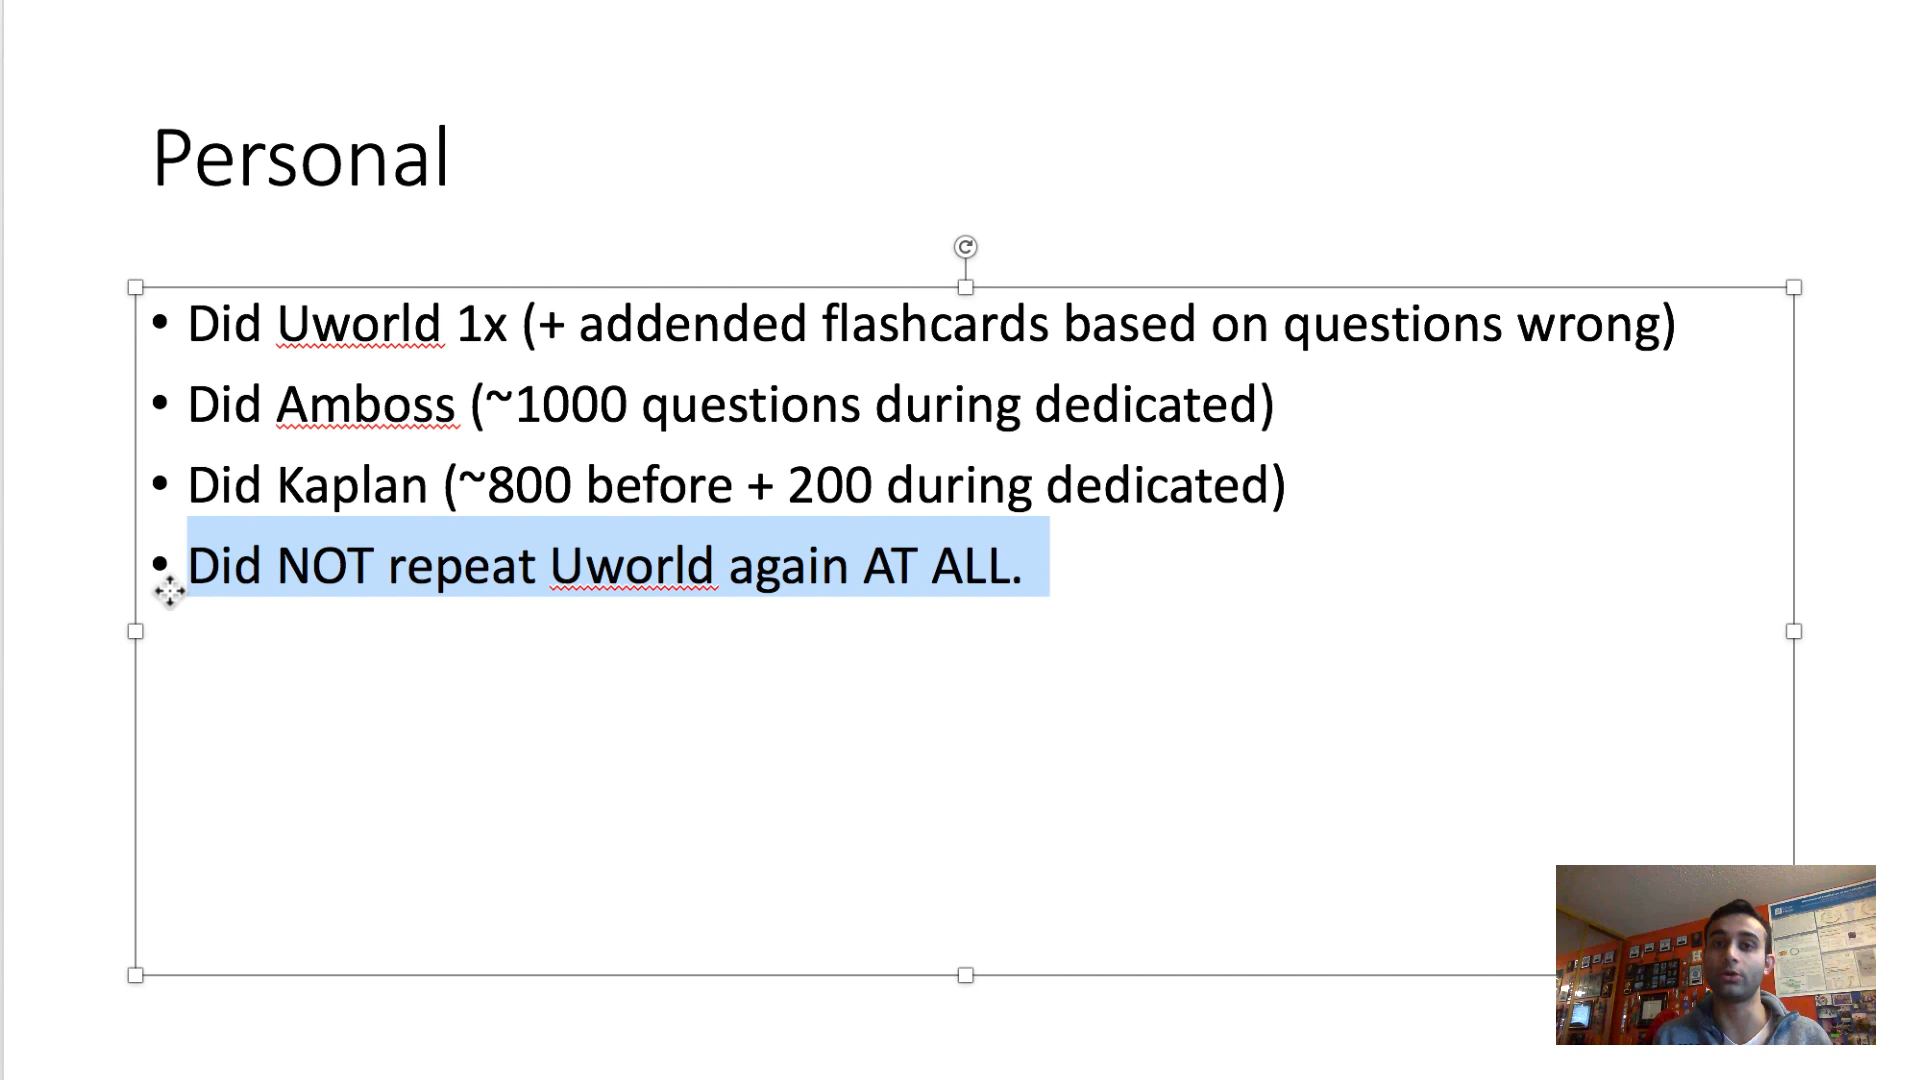 Personal
• Did Uworld 1x (+ addended flashcards based on questions wrong)
• Did Amboss (~1000 questions during dedicated)
• Did Kaplan (~800 before + 200 during dedicated)
• Did NOT repeat Uworld again AT ALL.